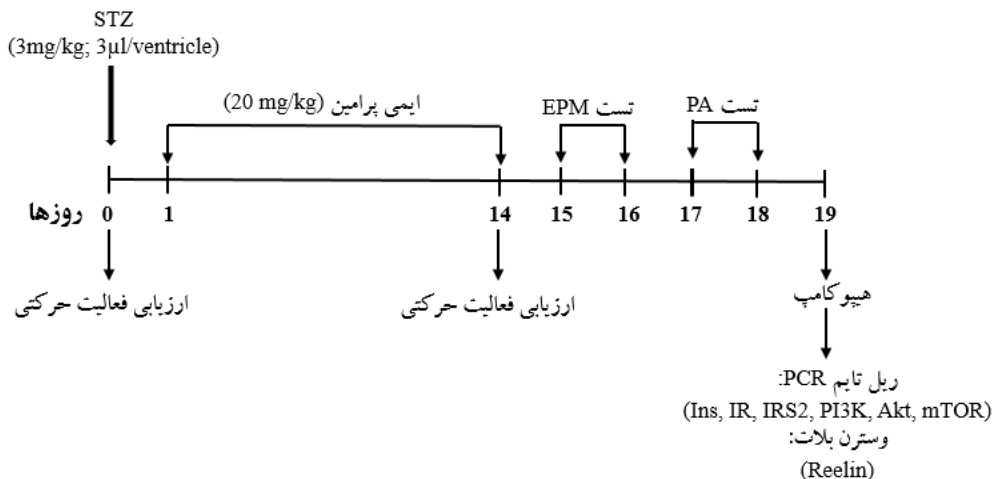 STZ
(3mg/kg; 3µl/ventricle)
ایمی پرامین (20 mg/kg)
تست EPM
تست PA
روزها 0 1 14 15 16 17 18 19
ارزیابی فعالیت حرکتی
ارزیابی فعالیت حرکتی
هیپوکامپ
ریل تایم PCR:
(Ins, IR, IRS2, PI3K, Akt, mTOR)
وسترن بلات:
(Reelin)